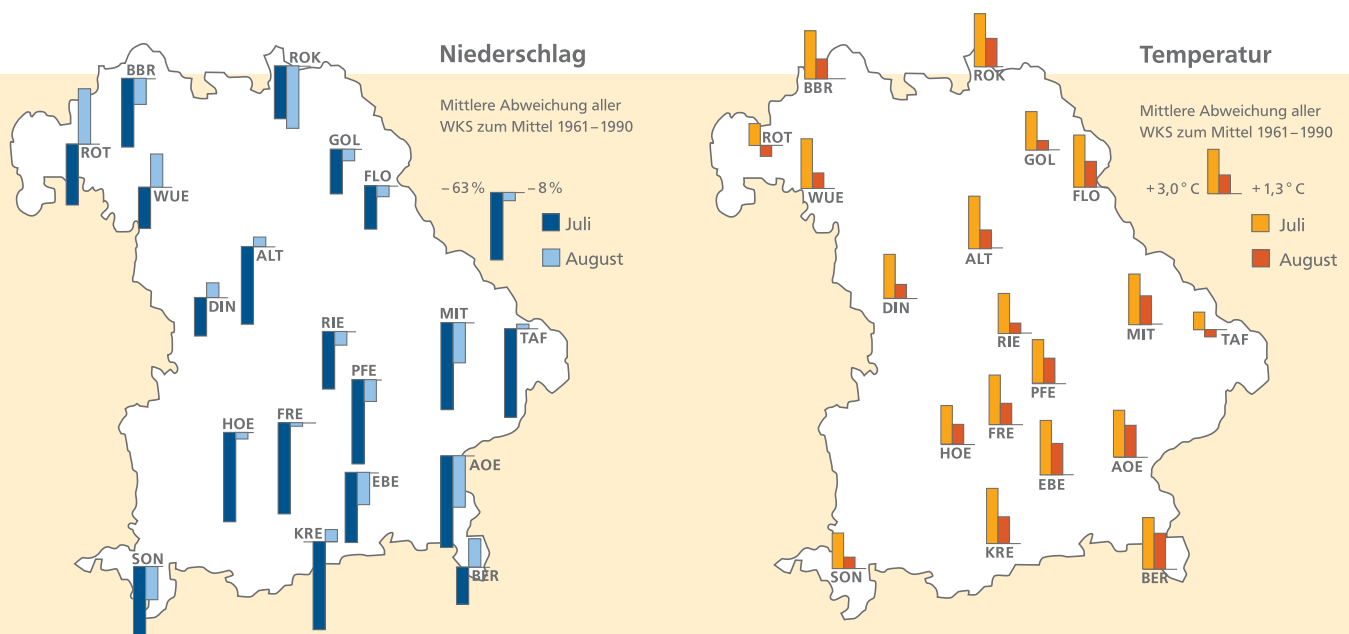 Niederschlag
Mittlere Abweichung aller
WKS zum Mittel 1961–1990
–63 % –8 %
Juli
August
ROK
BBR
ROT
GOL
WUE
FLO
ALT
DIN
MIT
RIE
TAF
PFE
FRE
HOE
AOE
EBE
KRE
SON
BER
Temperatur
Mittlere Abweichung aller
WKS zum Mittel 1961–1990
+3,0° C +1,3° C
Juli
August
ROK
BBR
ROT
GOL
WUE
FLO
ALT
DIN
MIT
RIE
TAF
PFE
FRE
HOE
AOE
EBE
KRE
SON
BER